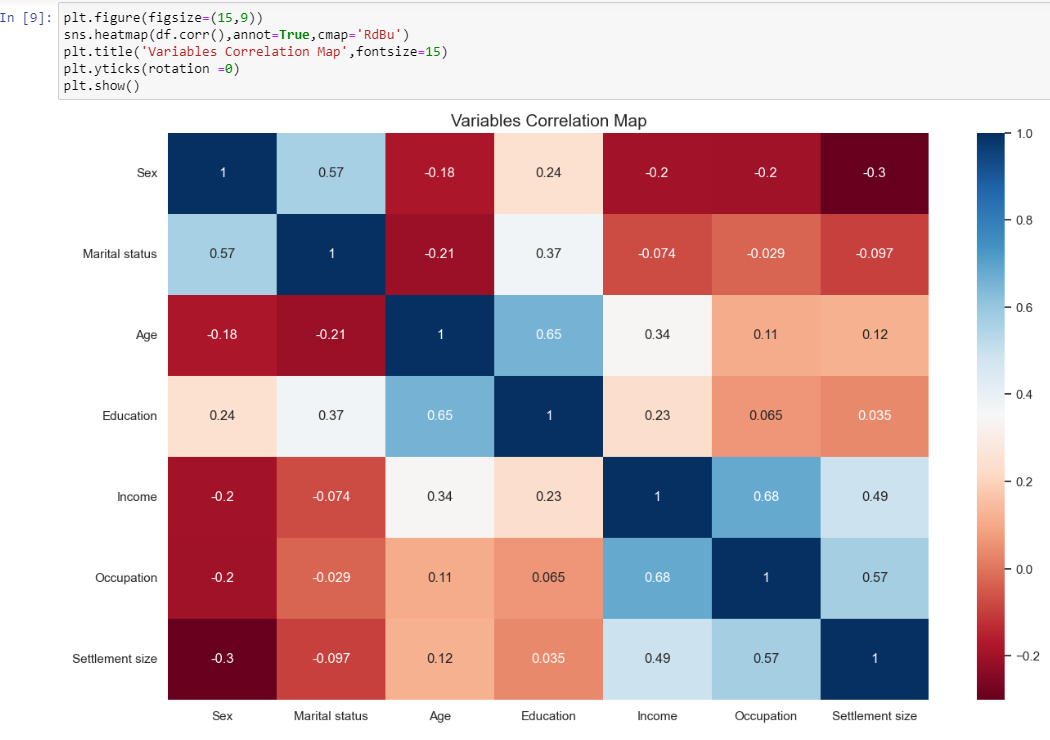 In [9]: plt.figure(figsize=(15,9))
sns.heatmap(df.corr(),annot=True,cmap='RdBu')
plt.title('Variables Correlation Map',fontsize=15)
plt.yticks(rotation =0)
plt.show()
Variables Correlation Map
Sex 1 0.57 -0.18 0.24 -0.2 -0.2 -0.3
Marital status 0.57 1 -0.21 0.37 -0.074 -0.029 -0.097
Age -0.18 -0.21 1 0.65 0.34 0.11 0.12
Education 0.24 0.37 0.65 1 0.23 0.065 0.035
Income -0.2 -0.074 0.34 0.23 1 0.68 0.49
Occupation -0.2 -0.029 0.11 0.065 0.68 1 0.57
Settlement size -0.3 -0.097 0.12 0.035 0.49 0.57 1
Sex Marital status Age Education Income Occupation Settlement size
1.0
0.8
0.6
0.4
0.2
0.0
−0.2